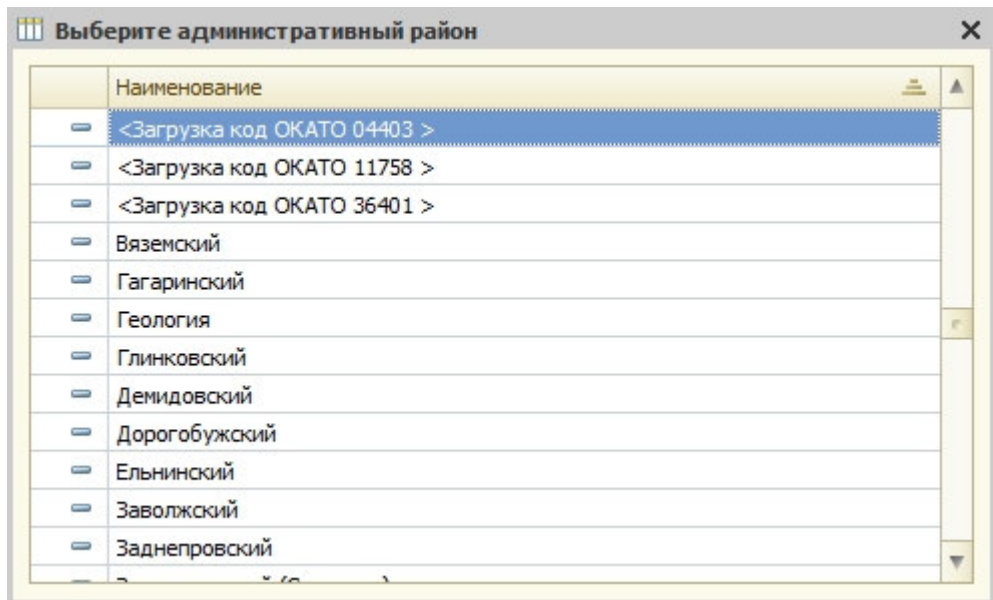 Выберите административный район
Наименование
<Загрузка код ОКАТО 04403 >
<Загрузка код ОКАТО 11758 >
<Загрузка код ОКАТО 36401 >
Вяземский
Гагаринский
Геология
Глинковский
Демидовский
Дорогобужский
Ельнинский
Заволжский
Заднепровский